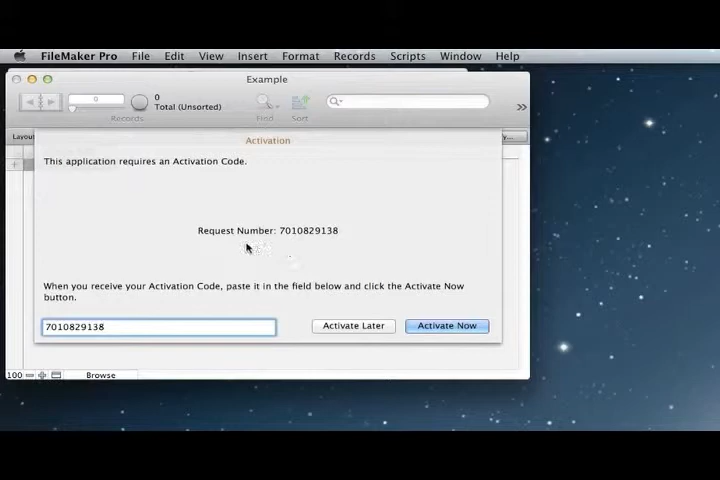 FileMaker Pro File Edit View Insert Format Records Scripts Window Help
Example
0
0
Total (Unsorted)
Records Find Sort
Layou
Activation
This application requires an Activation Code.
Request Number: 7010829138
When you receive your Activation Code, paste it in the field below and click the Activate Now
button.
7010829138 Activate Later Activate Now
100 Browse